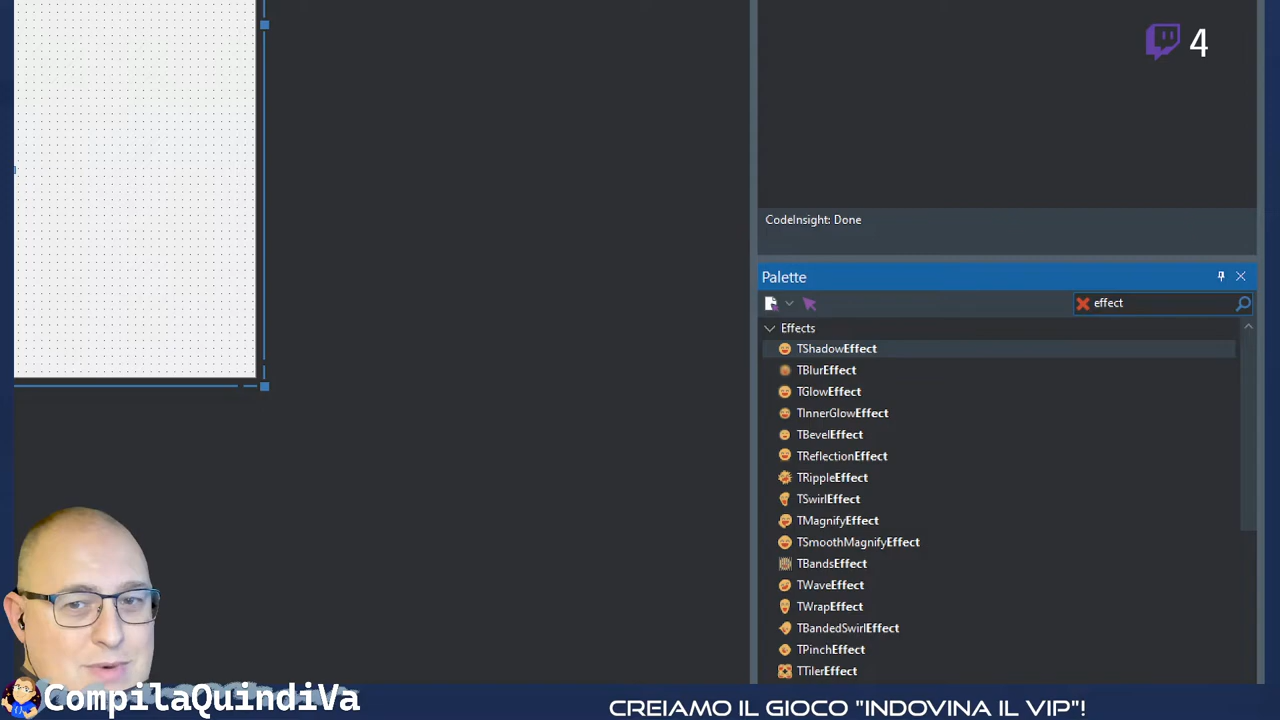 4
CodeInsight: Done
Palette
effect
Effects
TShadowEffect
TBlurEffect
TGlowEffect
TInnerGlowEffect
TBevelEffect
TReflectionEffect
TRippleEffect
TSwirlEffect
TMagnifyEffect
TSmoothMagnifyEffect
TBandsEffect
TWaveEffect
TWrapEffect
TBandedSwirlEffect
TPinchEffect
TTilerEffect
CompilaQuindiVa
CREIAMO IL GIOCO "INDOVINA IL VIP"!